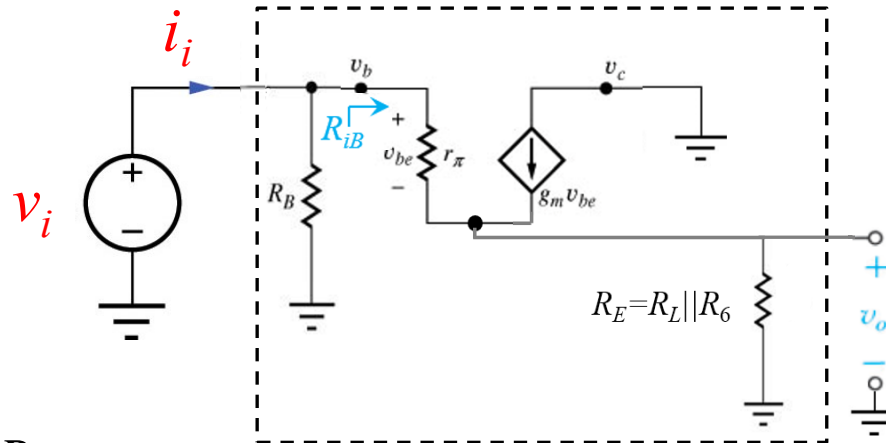 i_i
v_b
v_c
R_iB
+
v_be
r_π
−
g_m v_be
+
−
v_i
R_B
R_E=R_L||R_6
+
v_o
−